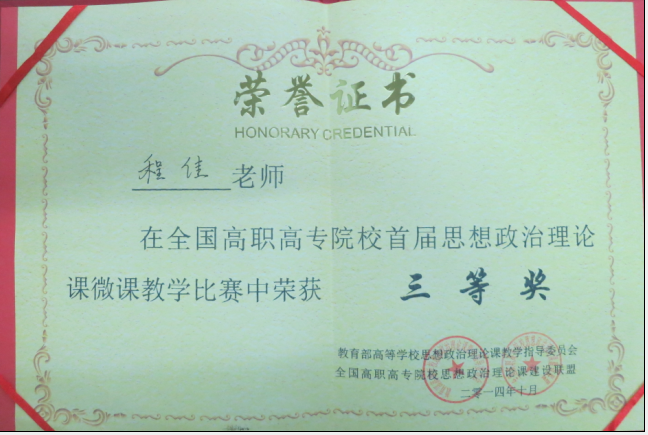 荣誉证书
HONORARY CREDENTIAL
程佳 老师
在全国高职高专院校首届思想政治理论
课微课教学比赛中荣获 三等奖
教育部高等学校思想政治理论课教学指导委员会
全国高职高专院校思想政治理论课建设联盟
二〇一四年十月